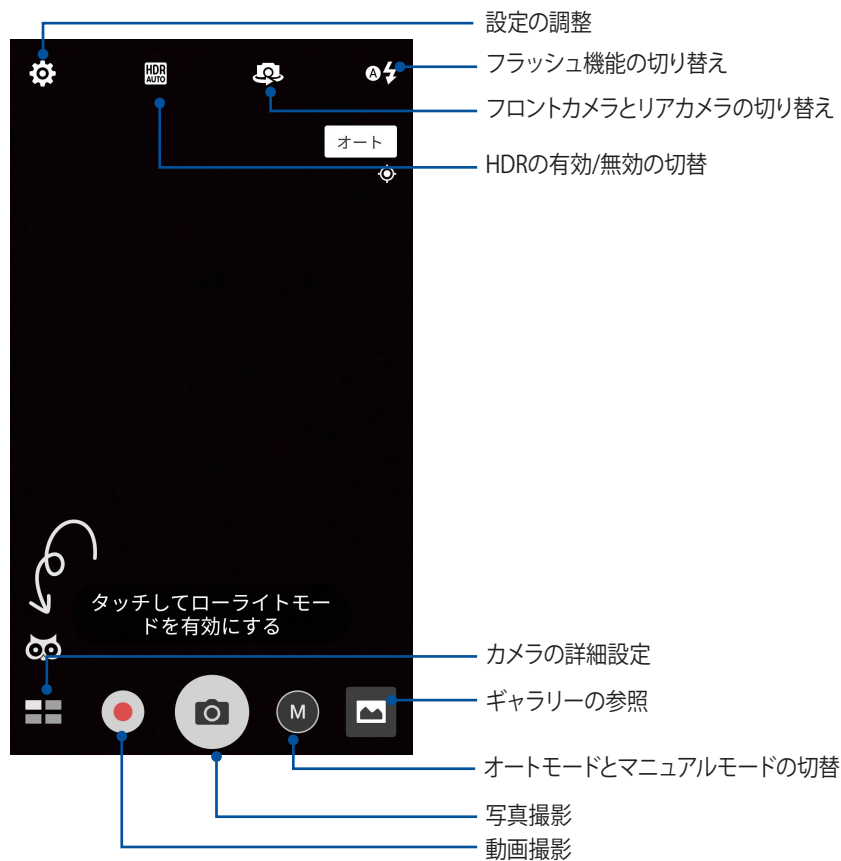 設定の調整
フラッシュ機能の切り替え
HDR
AUTO
A
フロントカメラとリアカメラの切り替え
オート
HDRの有効/無効の切替
タッチしてローライトモー
ドを有効にする
カメラの詳細設定
ギャラリーの参照
M
オートモードとマニュアルモードの切替
写真撮影
動画撮影